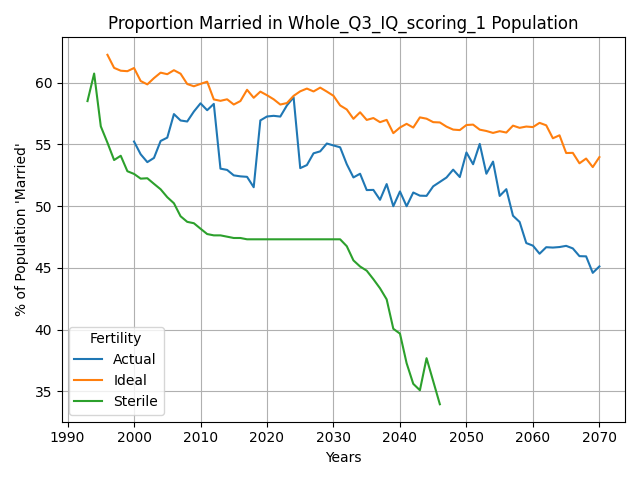 Proportion Married in Whole_Q3_IQ_scoring_1 Population
% of Population 'Married'
60
55
50
45
40
35
Fertility
Actual
Ideal
Sterile
1990 2000 2010 2020 2030 2040 2050 2060 2070
Years